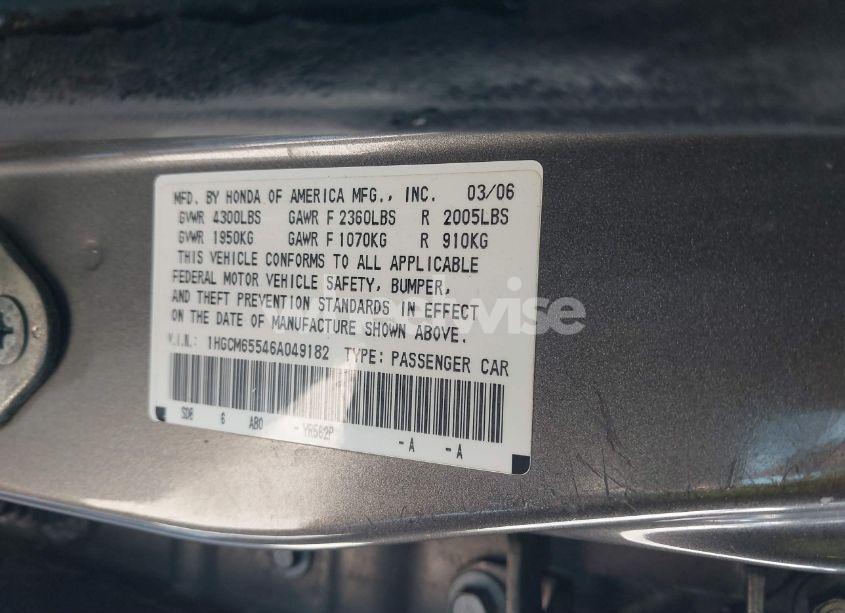 MFD. BY HONDA OF AMERICA MFG., INC. 03/06
GVWR 4300LBS GAWR F 2360LBS R 2005LBS
GVWR 1950KG GAWR F 1070KG R 910KG
THIS VEHICLE CONFORMS TO ALL APPLICABLE
FEDERAL MOTOR VEHICLE SAFETY, BUMPER,
AND THEFT PREVENTION STANDARDS IN EFFECT
ON THE DATE OF MANUFACTURE SHOWN ABOVE.
V.I.N.: 1HGCM65546A049182 TYPE: PASSENGER CAR
SDB 6 AB0 - YR562P -A -A